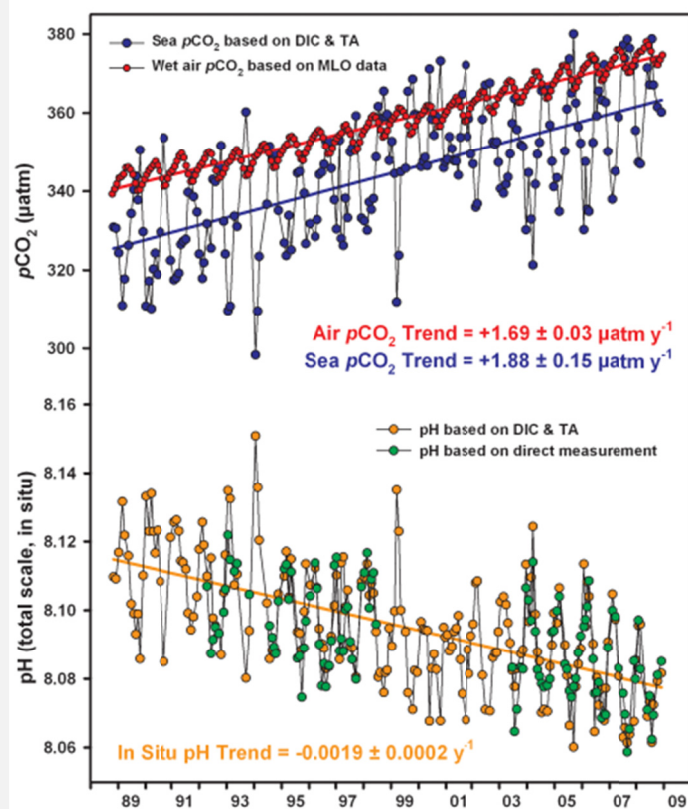 380
Sea pCO₂ based on DIC & TA
Wet air pCO₂ based on MLO data
360
340
pCO₂ (µatm)
320
300
Air pCO₂ Trend = +1.69 ± 0.03 µatm y⁻¹
Sea pCO₂ Trend = +1.88 ± 0.15 µatm y⁻¹
8.16
pH based on DIC & TA
pH based on direct measurement
8.14
8.12
8.10
pH (total scale, in situ)
8.08
8.06
In Situ pH Trend = -0.0019 ± 0.0002 y⁻¹
89 91 93 95 97 99 01 03 05 07 09